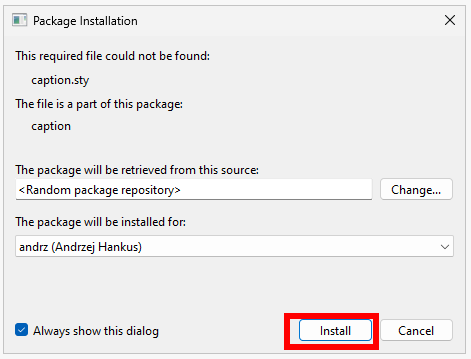 Package Installation
This required file could not be found:
caption.sty
The file is a part of this package:
caption
The package will be retrieved from this source:
<Random package repository>
Change...
The package will be installed for:
andrz (Andrzej Hankus)
Always show this dialog
Install
Cancel